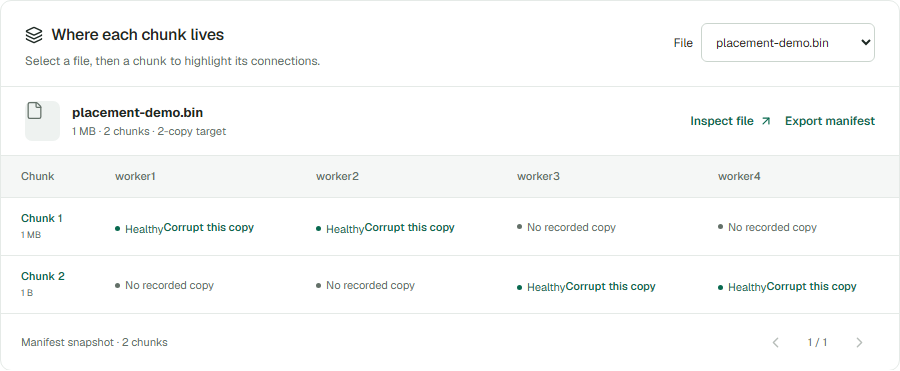 Where each chunk lives
Select a file, then a chunk to highlight its connections.
File placement-demo.bin
placement-demo.bin
1 MB · 2 chunks · 2-copy target
Inspect file ↗ Export manifest
Chunk worker1 worker2 worker3 worker4
Chunk 1
1 MB
HealthyCorrupt this copy HealthyCorrupt this copy No recorded copy No recorded copy
Chunk 2
1 B
No recorded copy No recorded copy HealthyCorrupt this copy HealthyCorrupt this copy
Manifest snapshot · 2 chunks
1 / 1